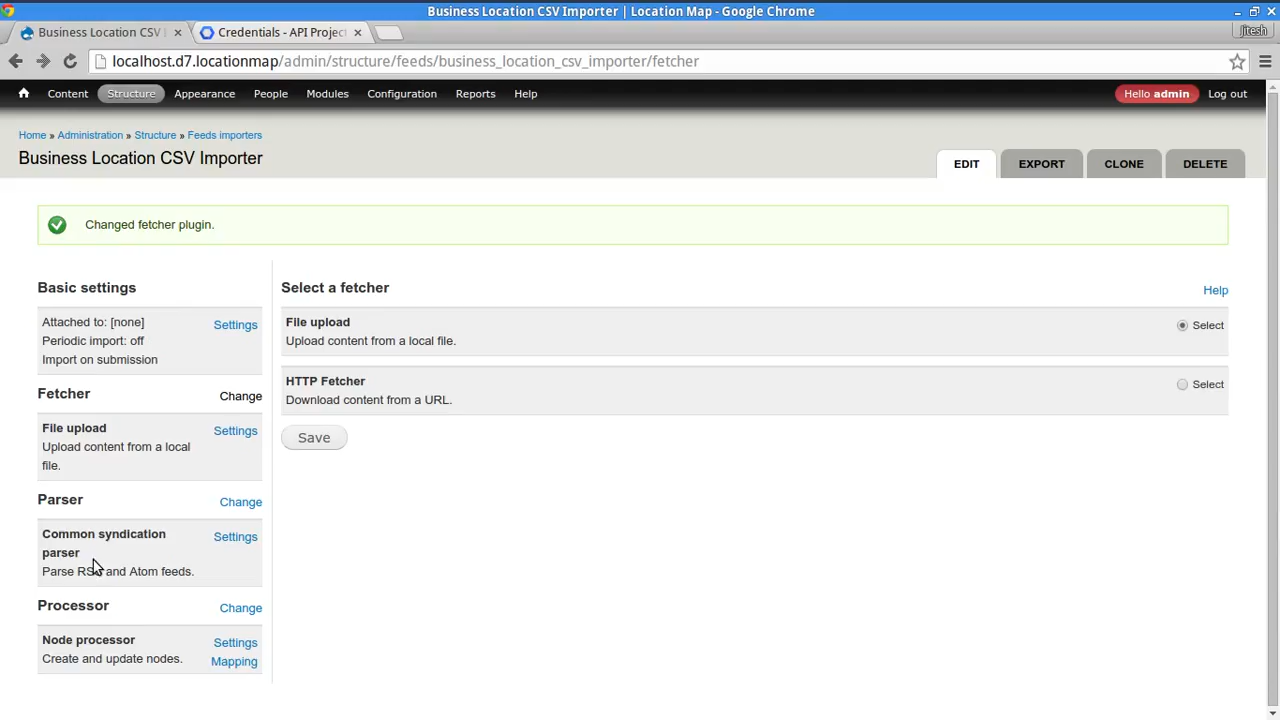 Business Location CSV Importer | Location Map - Google Chrome
Business Location CSV I
Credentials - API Project
Jitesh
localhost.d7.locationmap/admin/structure/feeds/business_location_csv_importer/fetcher
Content Structure Appearance People Modules Configuration Reports Help Hello admin Log out
Home » Administration » Structure » Feeds importers
Business Location CSV Importer
EDIT EXPORT CLONE DELETE
Changed fetcher plugin.
Basic settings
Attached to: [none] Settings
Periodic import: off
Import on submission
Fetcher Change
File upload Settings
Upload content from a local
file.
Parser Change
Common syndication Settings
parser
Parse RSS and Atom feeds.
Processor Change
Node processor Settings
Create and update nodes. Mapping
Select a fetcher Help
File upload Select
Upload content from a local file.
HTTP Fetcher Select
Download content from a URL.
Save